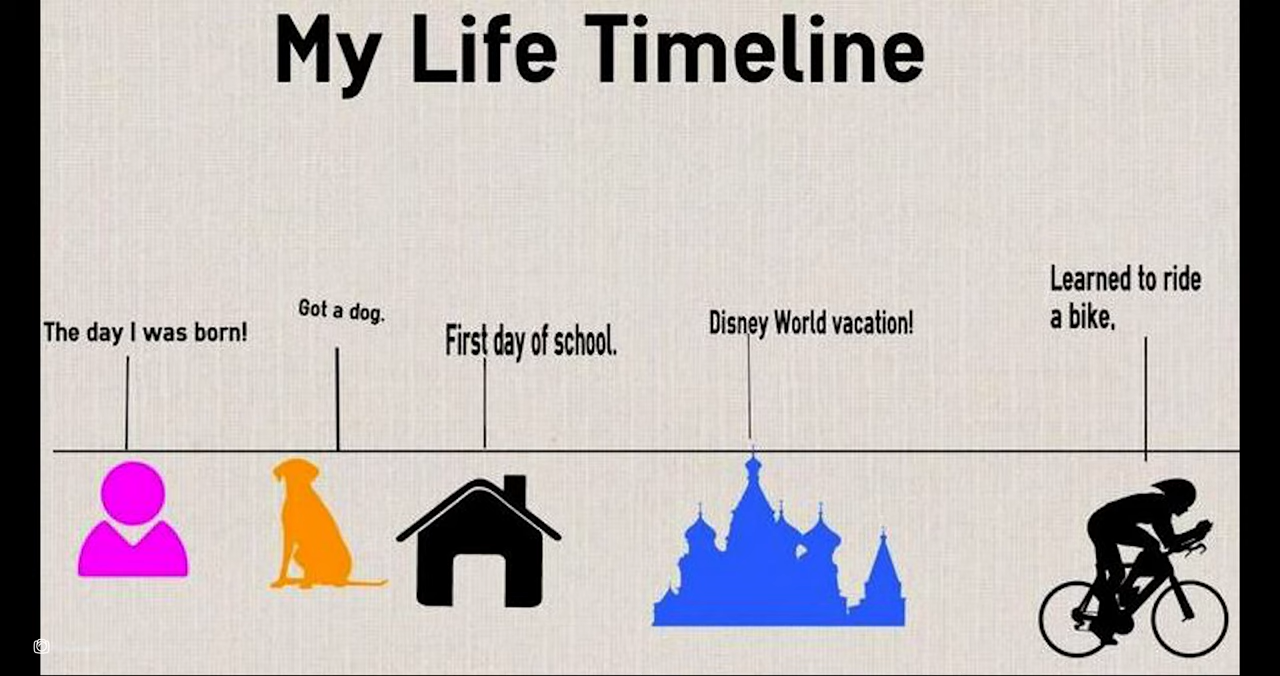 My Life Timeline
The day I was born!
Got a dog.
First day of school.
Disney World vacation!
Learned to ride
a bike.